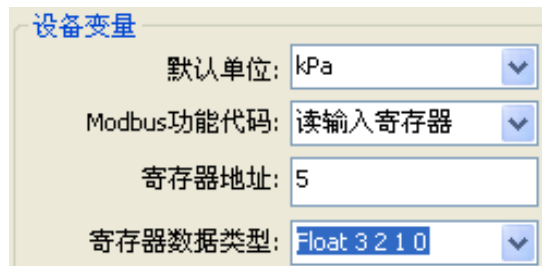 设备变量
默认单位: kPa
Modbus功能代码: 读输入寄存器
寄存器地址: 5
寄存器数据类型: Float 3 2 1 0